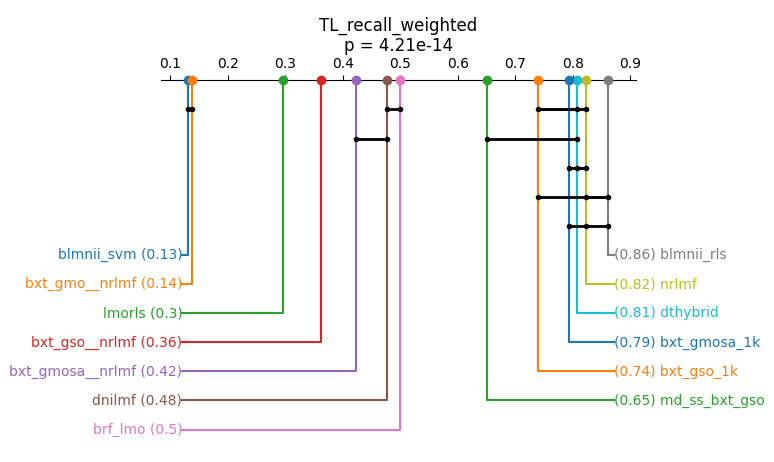 TL_recall_weighted
p = 4.21e-14
0.1 0.2 0.3 0.4 0.5 0.6 0.7 0.8 0.9
blmnii_svm (0.13) (0.86) blmnii_rls
bxt_gmo__nrlmf (0.14) (0.82) nrlmf
lmorls (0.3) (0.81) dthybrid
bxt_gso__nrlmf (0.36) (0.79) bxt_gmosa_1k
bxt_gmosa__nrlmf (0.42) (0.74) bxt_gso_1k
dnilmf (0.48) (0.65) md_ss_bxt_gso
brf_lmo (0.5)